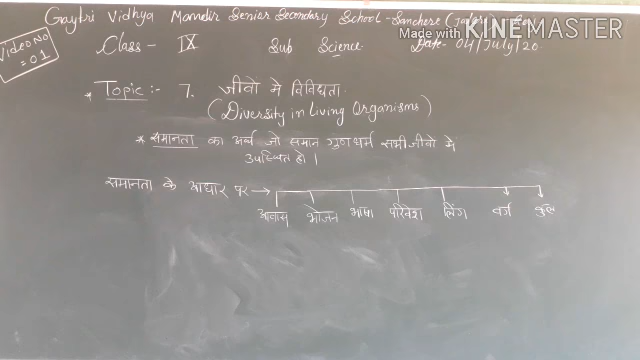 Gaytri Vidhya Mandir Senior Secondary School - Sanchore
Made with KINEMASTER
Video No = 01
Class - IX Sub Science Date - 04/July/20
* Topic :- 7. जीवों मे विविधता
(Diversity in Living Organisms)
* समानता का अर्थ जो समान गुणधर्म सभी जीवों मे
उपस्थित हो ।
समानता के आधार पर →
आवास भोजन भाषा परिवेश लिंग वर्ग कुल